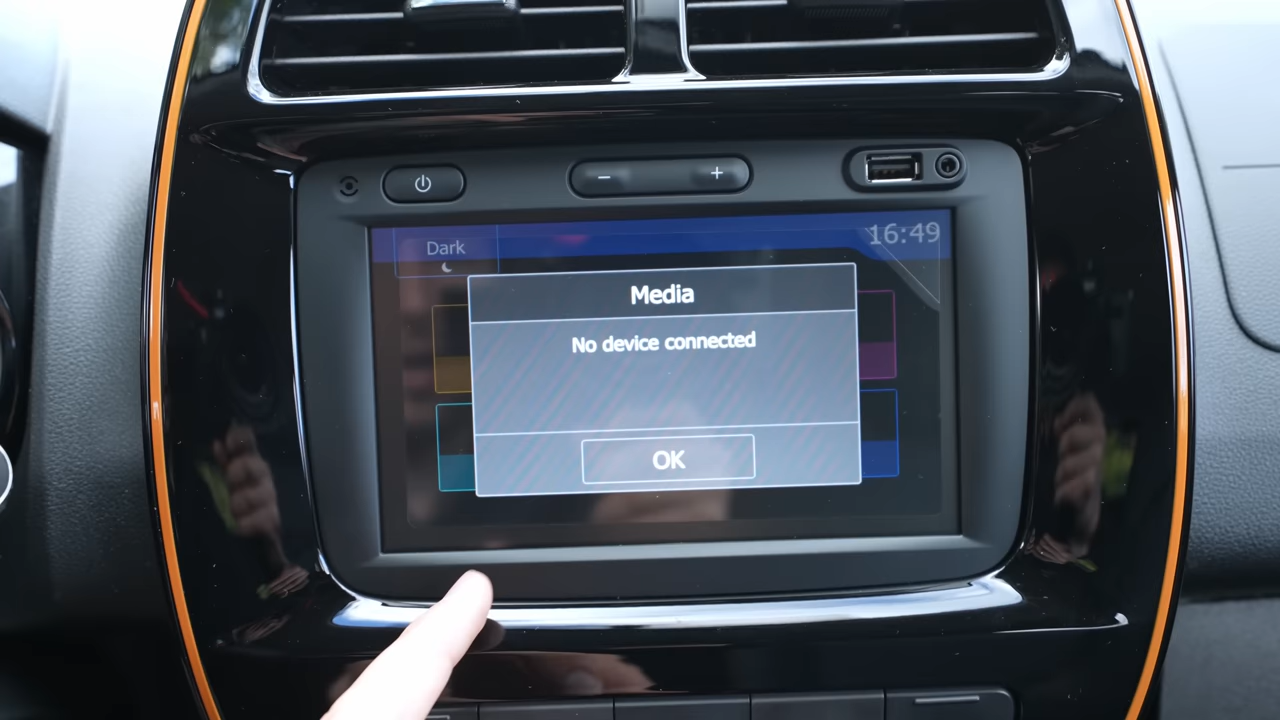 − +
Dark
16:49
Media
No device connected
OK